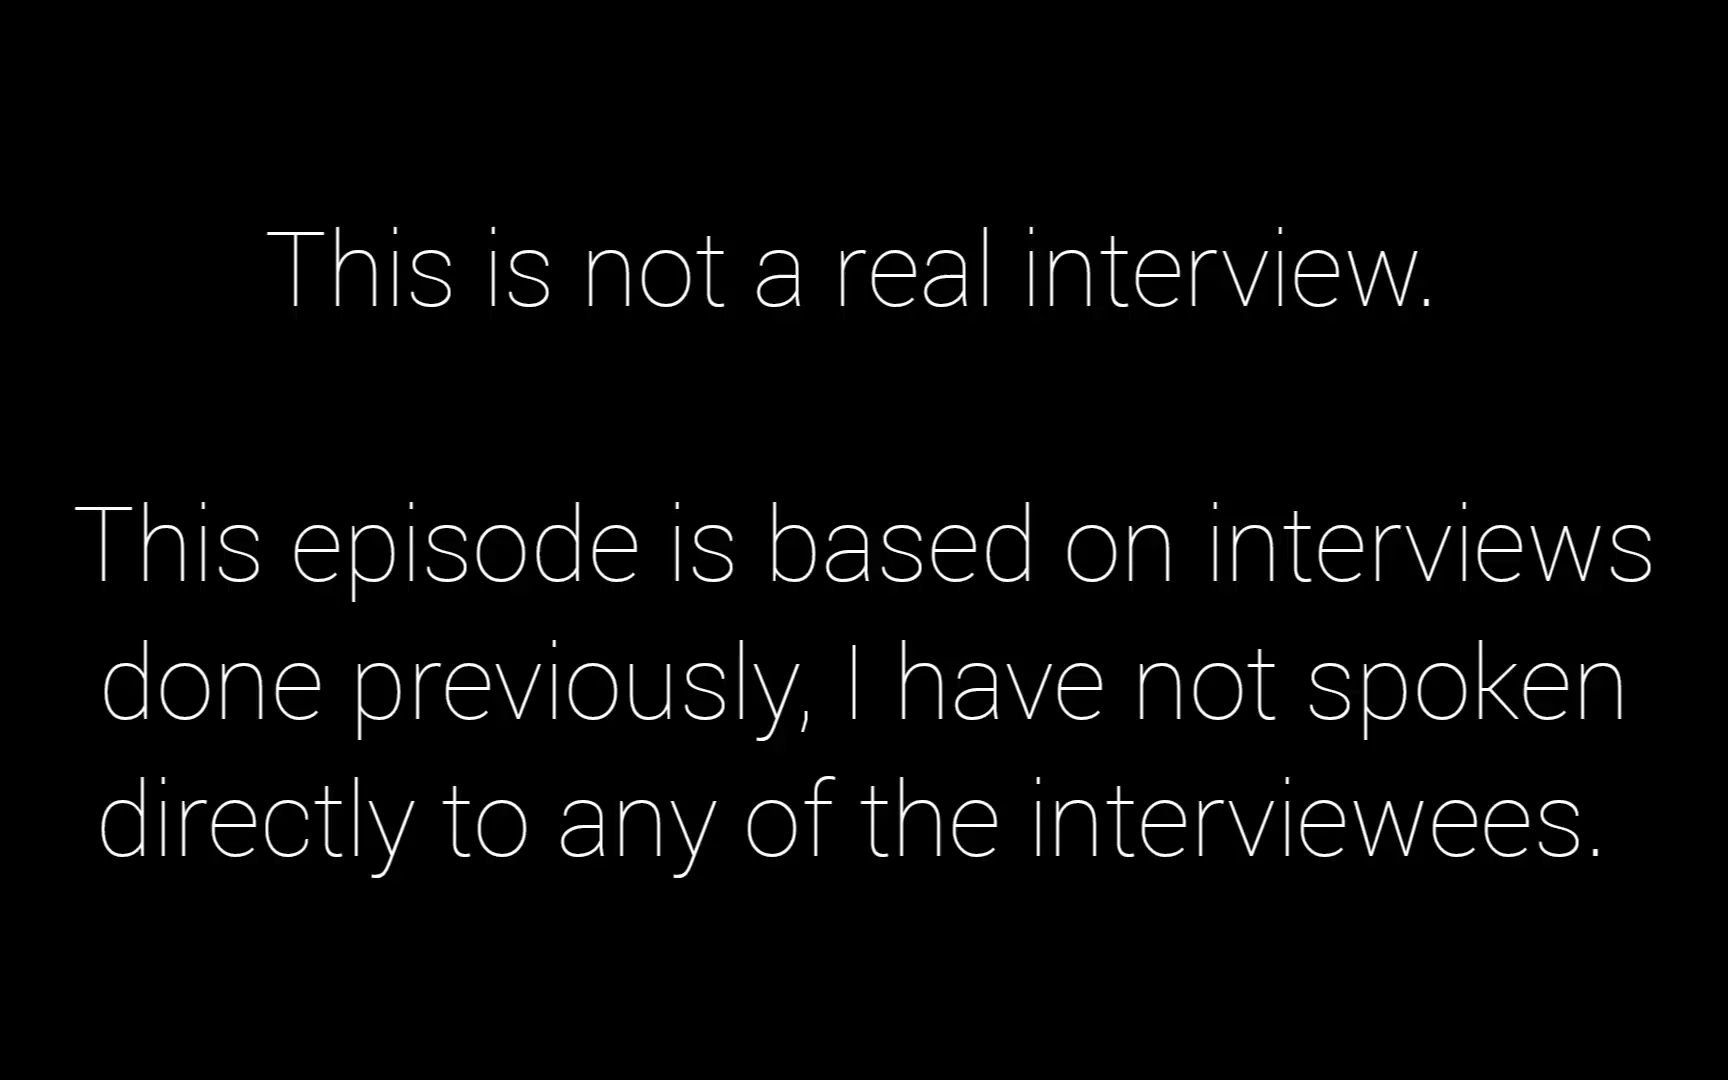 This is not a real interview.
This episode is based on interviews
done previously, I have not spoken
directly to any of the interviewees.